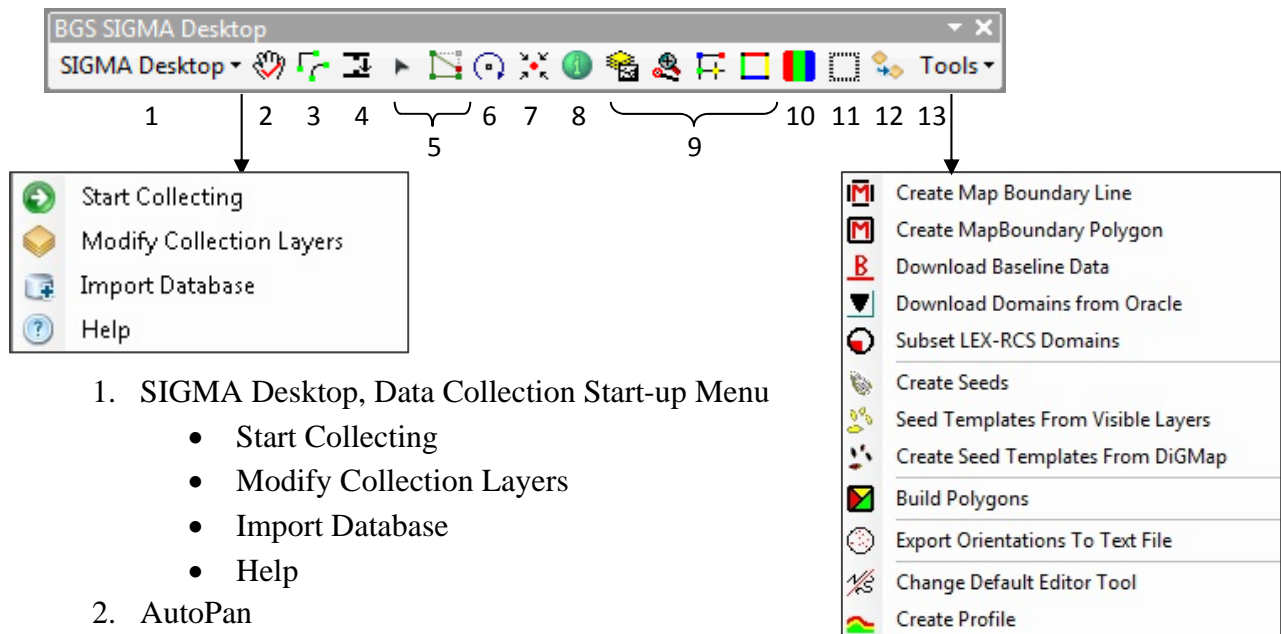 BGS SIGMA Desktop
SIGMA Desktop Tools
1 2 3 4 5 6 7 8 9 10 11 12 13
Start Collecting
Modify Collection Layers
Import Database
Help
Create Map Boundary Line
Create MapBoundary Polygon
Download Baseline Data
Download Domains from Oracle
Subset LEX-RCS Domains
Create Seeds
Seed Templates From Visible Layers
Create Seed Templates From DiGMap
Build Polygons
Export Orientations To Text File
Change Default Editor Tool
Create Profile
1. SIGMA Desktop, Data Collection Start-up Menu
• Start Collecting
• Modify Collection Layers
• Import Database
• Help
2. AutoPan